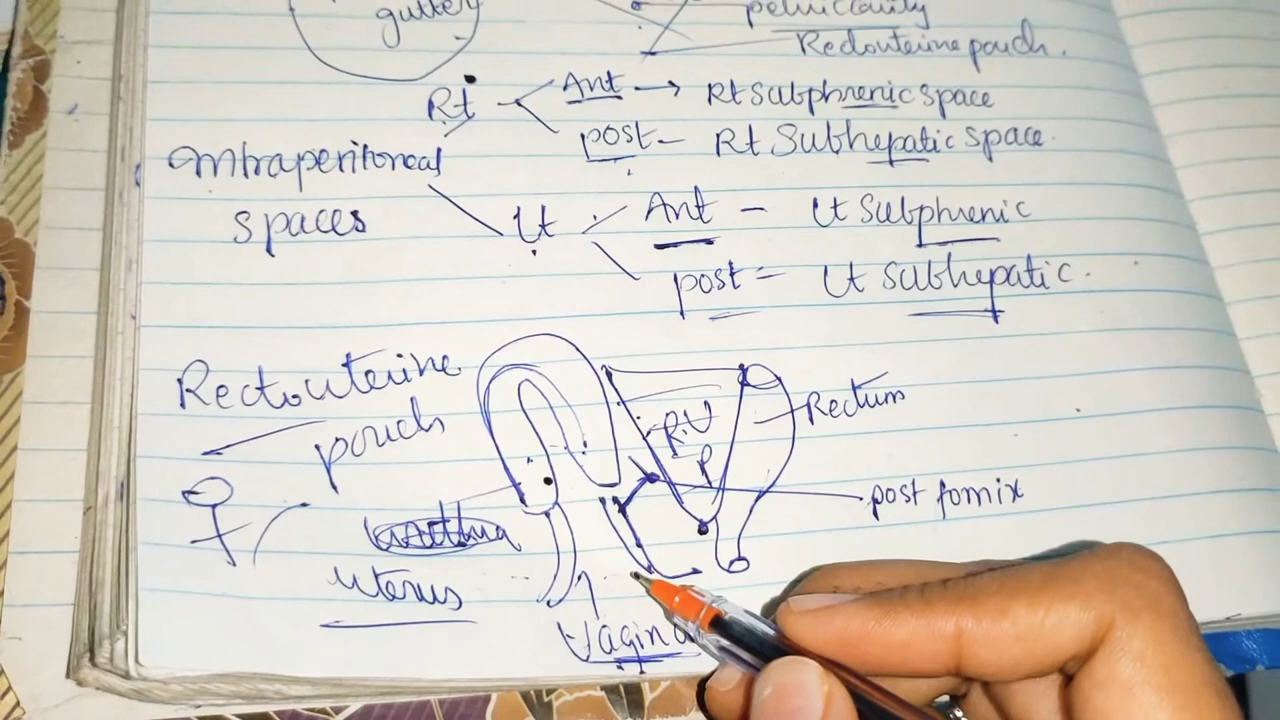 gutter
pelvic cavity
Rectouterine pouch.
Rt
Ant → Rt subphrenic space
post - Rt Subhepatic space.
Intraperitoneal
spaces
Lt
Ant - Lt Subphrenic
post = Lt subhepatic.
Rectouterine
pouch
R.U
P
Rectum
post fornix
uterus
Vagina